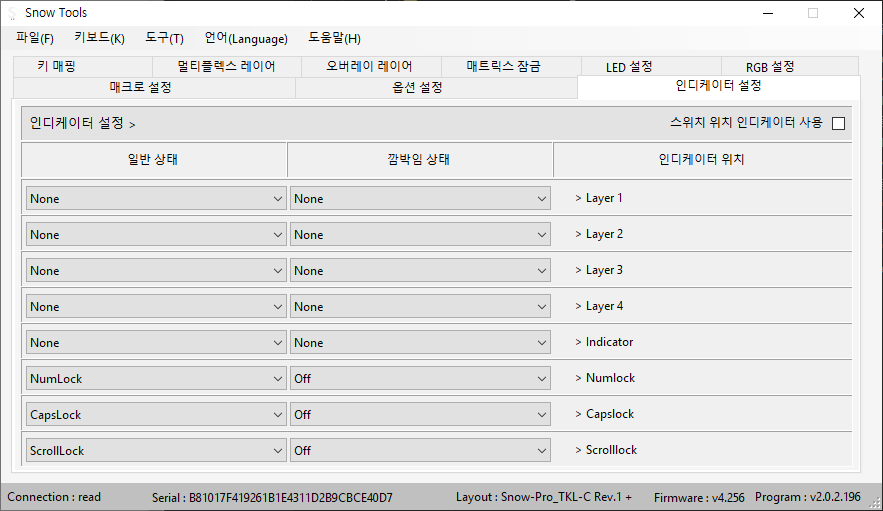 Snow Tools
파일(F) 키보드(K) 도구(T) 언어(Language) 도움말(H)
키 매핑 멀티플렉스 레이어 오버레이 레이어 매트릭스 잠금 LED 설정 RGB 설정
매크로 설정 옵션 설정 인디케이터 설정
인디케이터 설정 > 스위치 위치 인디케이터 사용
일반 상태 깜박임 상태 인디케이터 위치
None None > Layer 1
None None > Layer 2
None None > Layer 3
None None > Layer 4
None None > Indicator
NumLock Off > Numlock
CapsLock Off > Capslock
ScrollLock Off > Scrolllock
Connection : read Serial : B81017F419261B1E4311D2B9CBCE40D7 Layout : Snow-Pro_TKL-C Rev.1 + Firmware : v4.256 Program : v2.0.2.196